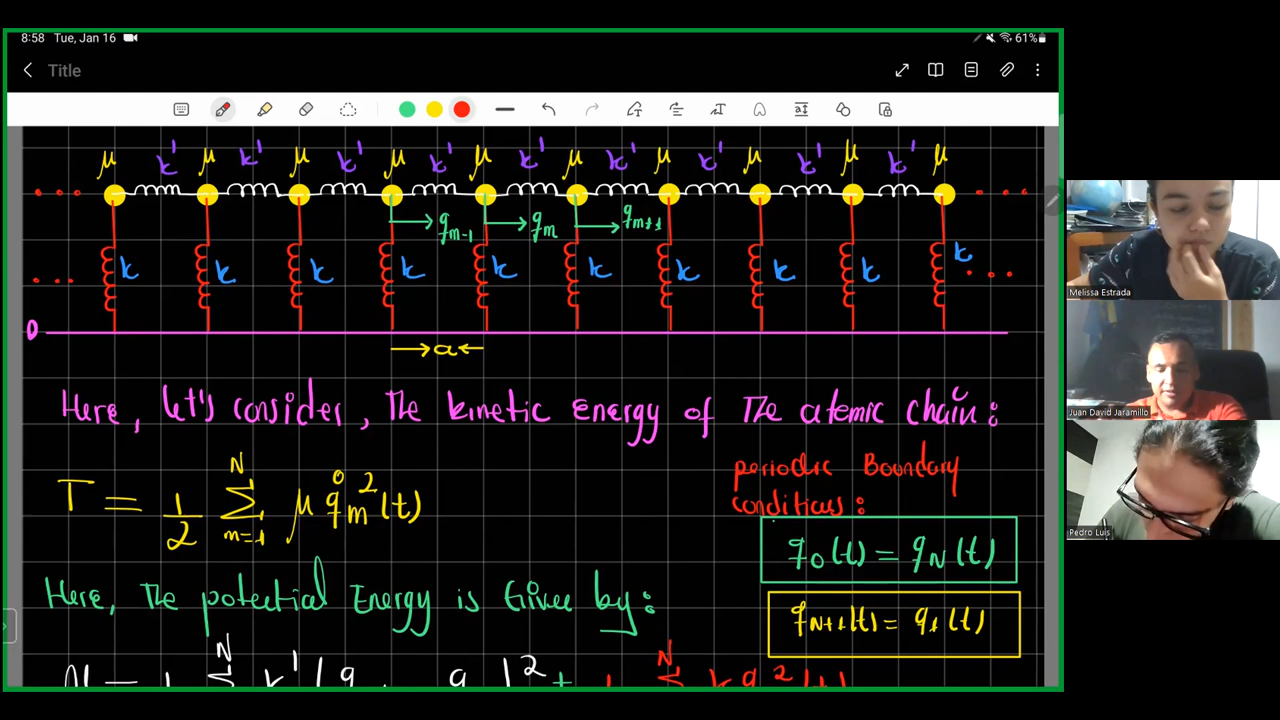 8:58 Tue, Jan 16
61%
Title
μ k' μ k' μ k' μ k' μ k' μ k' μ k' μ k' μ k' μ
q_{m-1} q_m q_{m+1}
k k k k k k k k k k
0
a
Here, let's consider, the kinetic energy of the atomic chain:
periodic Boundary
conditions:
T = 1/2 \sum_{m=1}^{N} μ \dot{q}_m^2(t)
q_0(t) = q_N(t)
Here, the potential Energy is Given by:
q_{N+1}(t) = q_1(t)
Melissa Estrada
Juan David Jaramillo
Pedro Luis